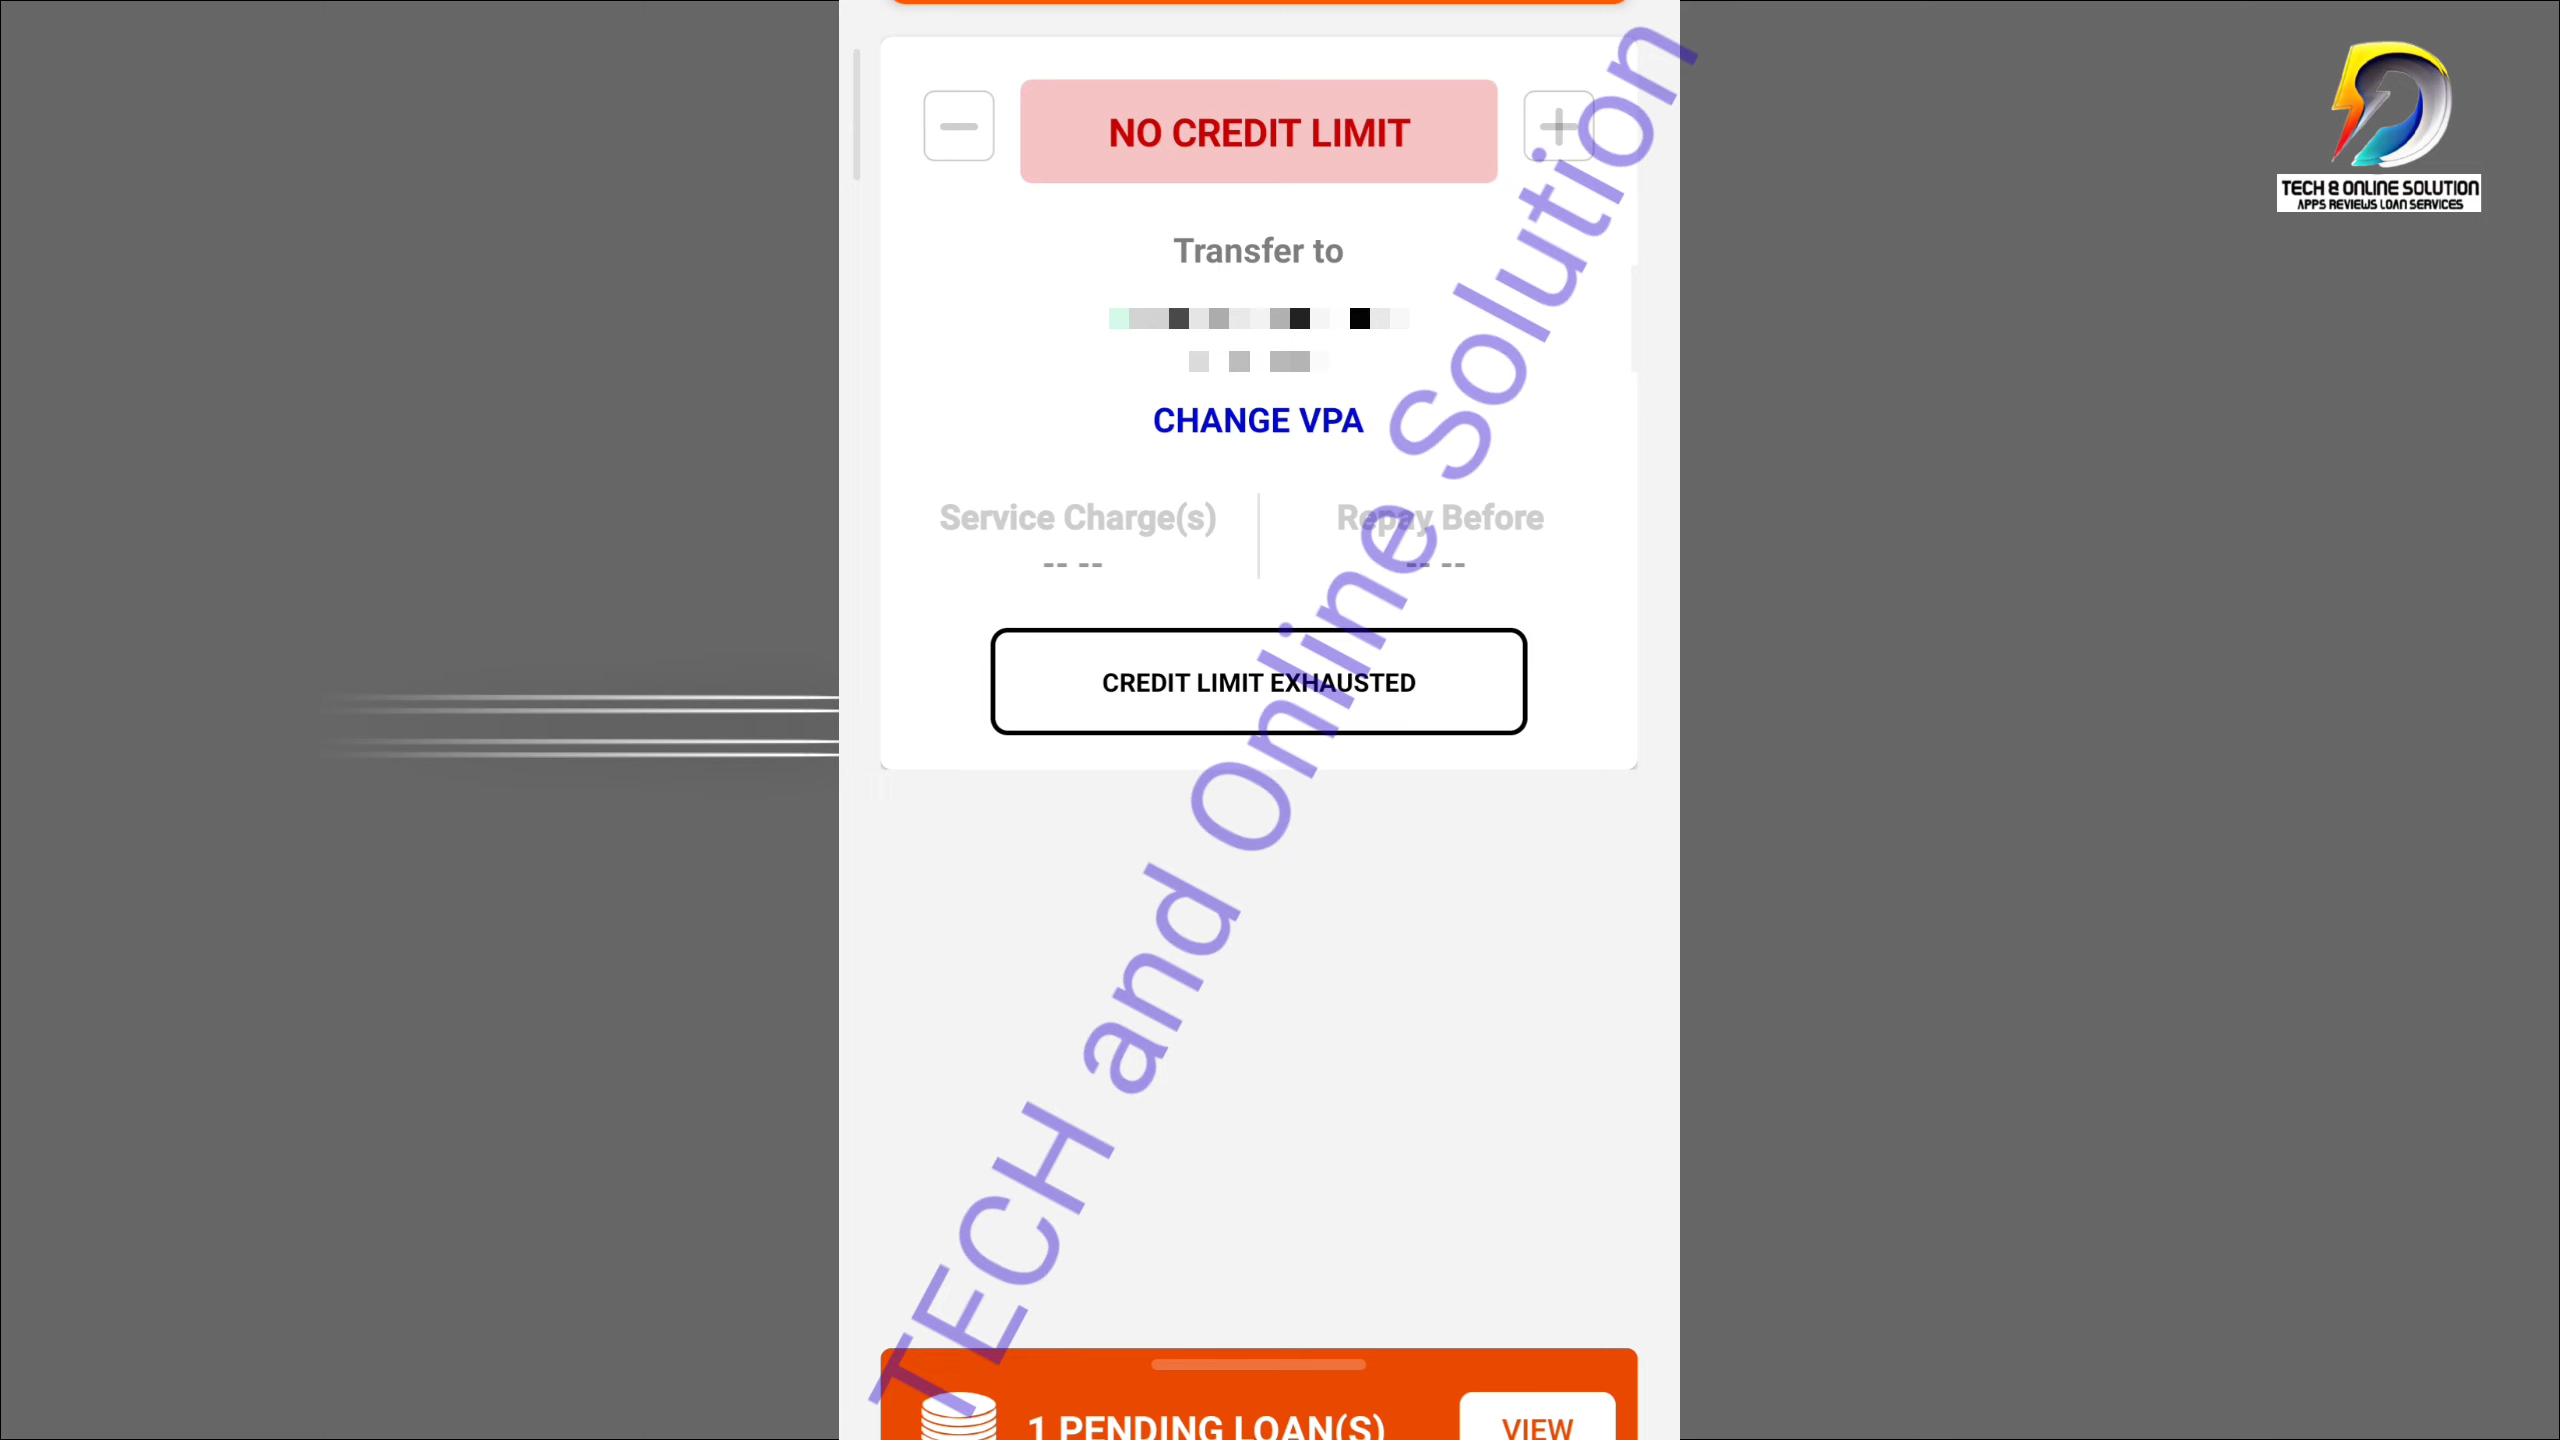 NO CREDIT LIMIT
Transfer to
CHANGE VPA
Service Charge(s)
-- --
Repay Before
-- --
CREDIT LIMIT EXHAUSTED
1 PENDING LOAN(S)
VIEW
TECH and Online Solution
TECH & ONLINE SOLUTION
APPS REVIEWS LOAN SERVICES